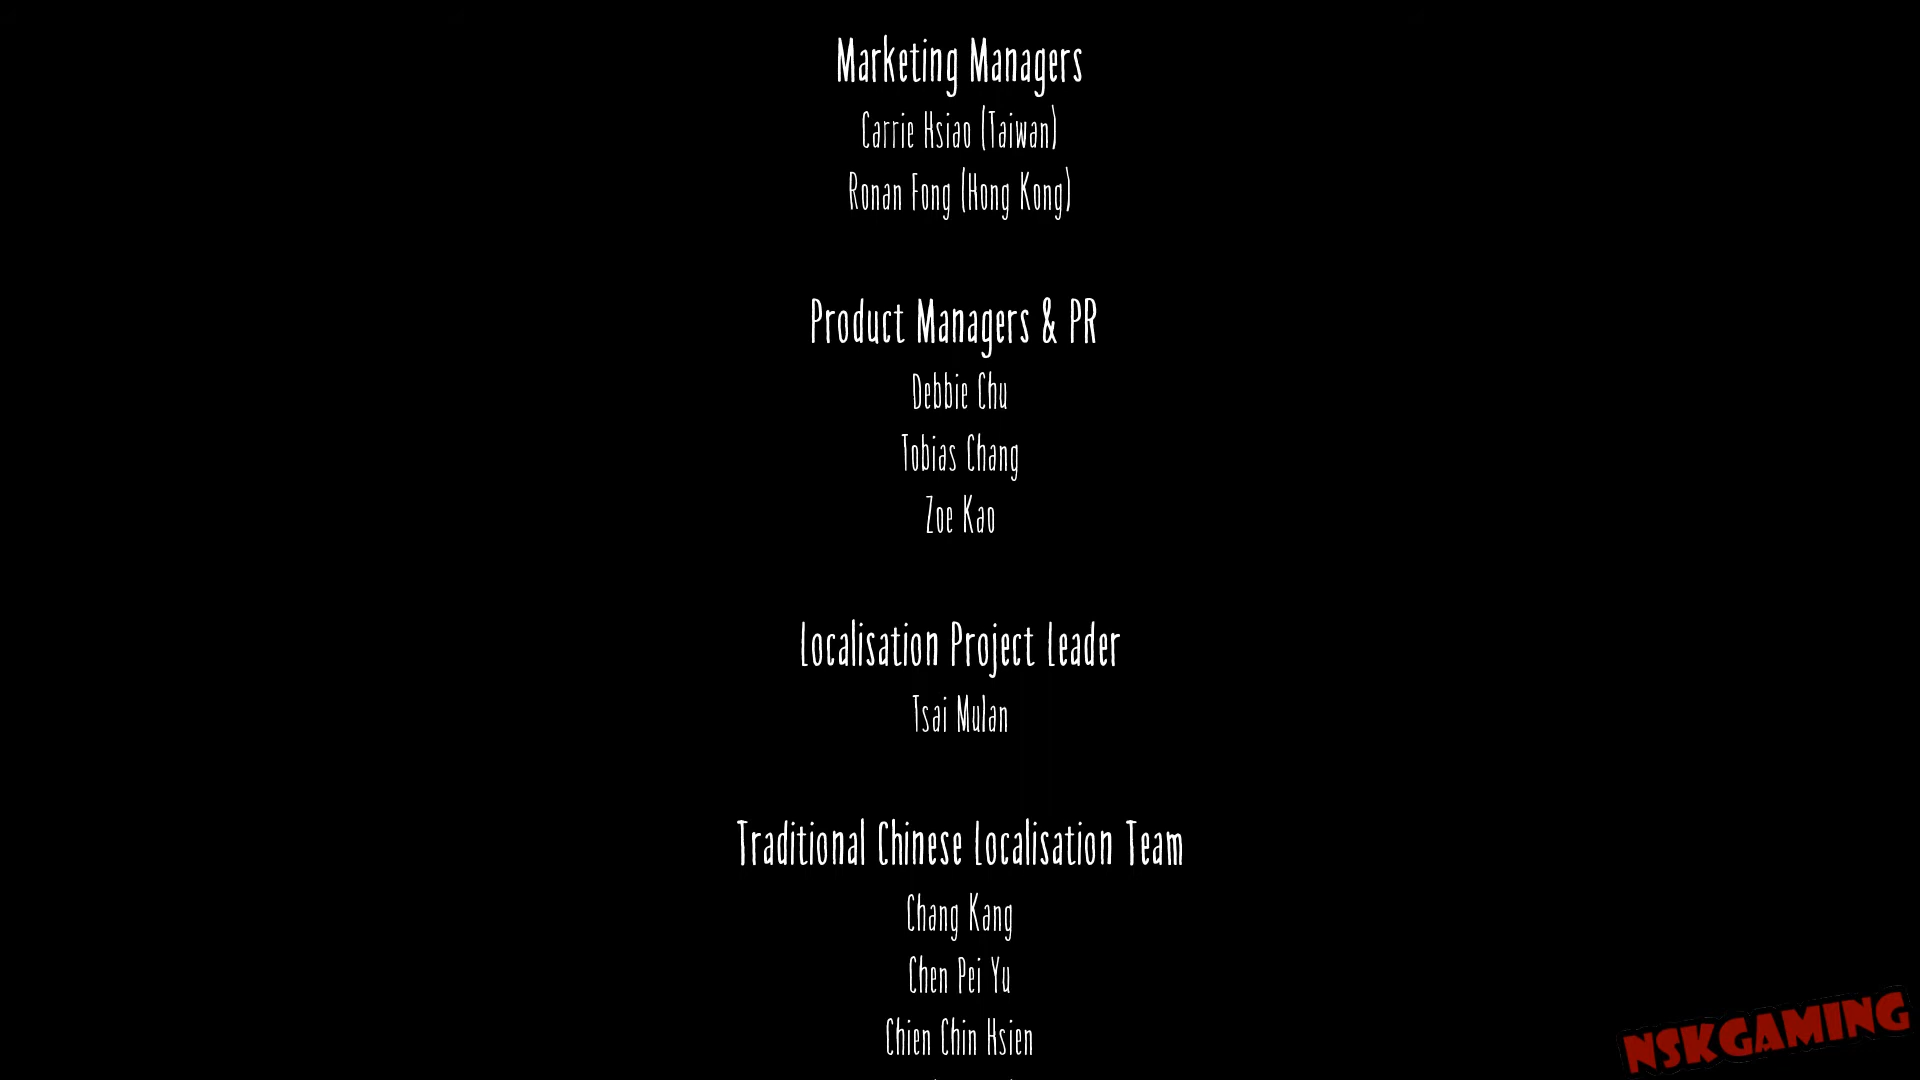 Marketing Managers
Carrie Hsiao (Taiwan)
Ronan Fong (Hong Kong)
Product Managers & PR
Debbie Chu
Tobias Chang
Zoe Kao
Localisation Project Leader
Tsai Mulan
Traditional Chinese Localisation Team
Chang Kang
Chen Pei Yu
Chien Chin Hsien
NSKGAMING